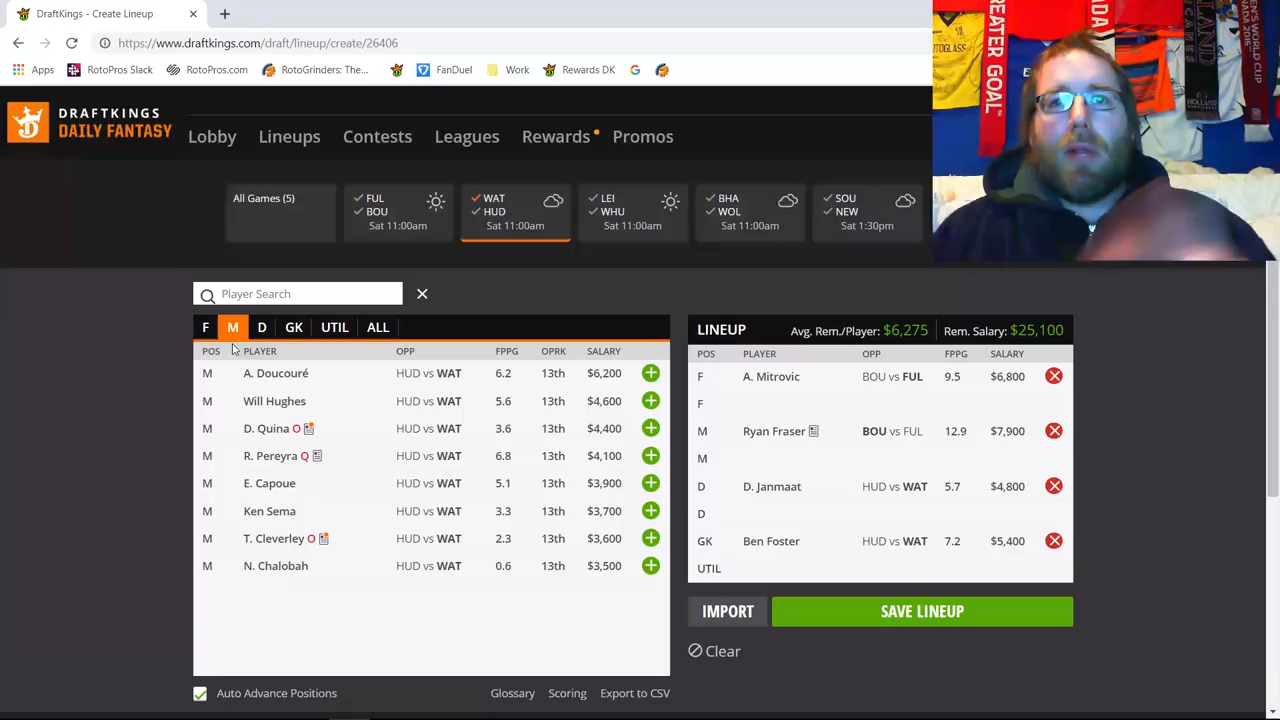 DraftKings - Create Lineup
https://www.draftkings.com/draft/lineup/create/26406
Apps RotoPros Slack RotoPros.com RotoGrinders: The... FanDuel Work Rewards DK
DRAFTKINGS
DAILY FANTASY
Lobby Lineups Contests Leagues Rewards Promos
All Games (5)
FUL
BOU
Sat 11:00am
WAT
HUD
Sat 11:00am
LEI
WHU
Sat 11:00am
BHA
WOL
Sat 11:00am
SOU
NEW
Sat 1:30pm
GREATER GOAL
AUTOGLASS
HOLLAND
WOMEN'S WORLD CUP
CANADA 2015
Player Search
F M D GK UTIL ALL
POS PLAYER OPP FPPG OPRK SALARY
M A. Doucouré HUD vs WAT 6.2 13th $6,200
M Will Hughes HUD vs WAT 5.6 13th $4,600
M D. Quina O HUD vs WAT 3.6 13th $4,400
M R. Pereyra Q HUD vs WAT 6.8 13th $4,100
M E. Capoue HUD vs WAT 5.1 13th $3,900
M Ken Sema HUD vs WAT 3.3 13th $3,700
M T. Cleverley O HUD vs WAT 2.3 13th $3,600
M N. Chalobah HUD vs WAT 0.6 13th $3,500
Auto Advance Positions
Glossary Scoring Export to CSV
LINEUP Avg. Rem./Player: $6,275 Rem. Salary: $25,100
POS PLAYER OPP FPPG SALARY
F A. Mitrovic BOU vs FUL 9.5 $6,800
F
M Ryan Fraser BOU vs FUL 12.9 $7,900
M
D D. Janmaat HUD vs WAT 5.7 $4,800
D
GK Ben Foster HUD vs WAT 7.2 $5,400
UTIL
IMPORT SAVE LINEUP
Clear